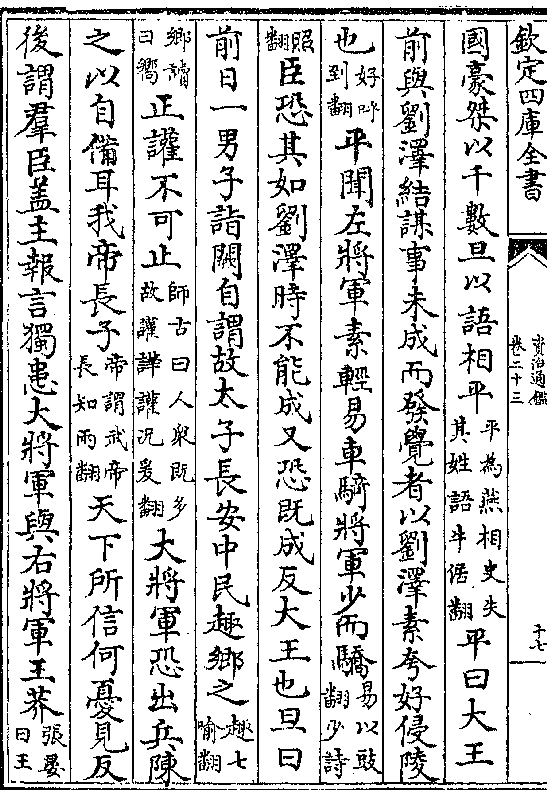 欽定四庫全書
資治通鑑
卷二十三
十七
國豪桀以千數旦以語相平平為燕相史失其姓語牛倨翻平曰大王
前與劉澤結謀事未成而發覺者以劉澤素夸好侵陵
也好呼到翻平聞左將軍素輕易車騎將軍少而驕易以豉翻少詩
照翻臣恐其如劉澤時不能成又恐既成反大王也旦曰
前日一男子詣闕自謂故太子長安中民趣鄉之趣七喻翻
鄉讀曰嚮正讙不可止師古曰人衆既多故讙譁讙況爰翻大將軍恐出兵陳
之以自備耳我帝長子帝謂武帝長知兩翻天下所信何憂見反
後謂羣臣蓋主報言獨患大將軍與右將軍王莽張晏曰王